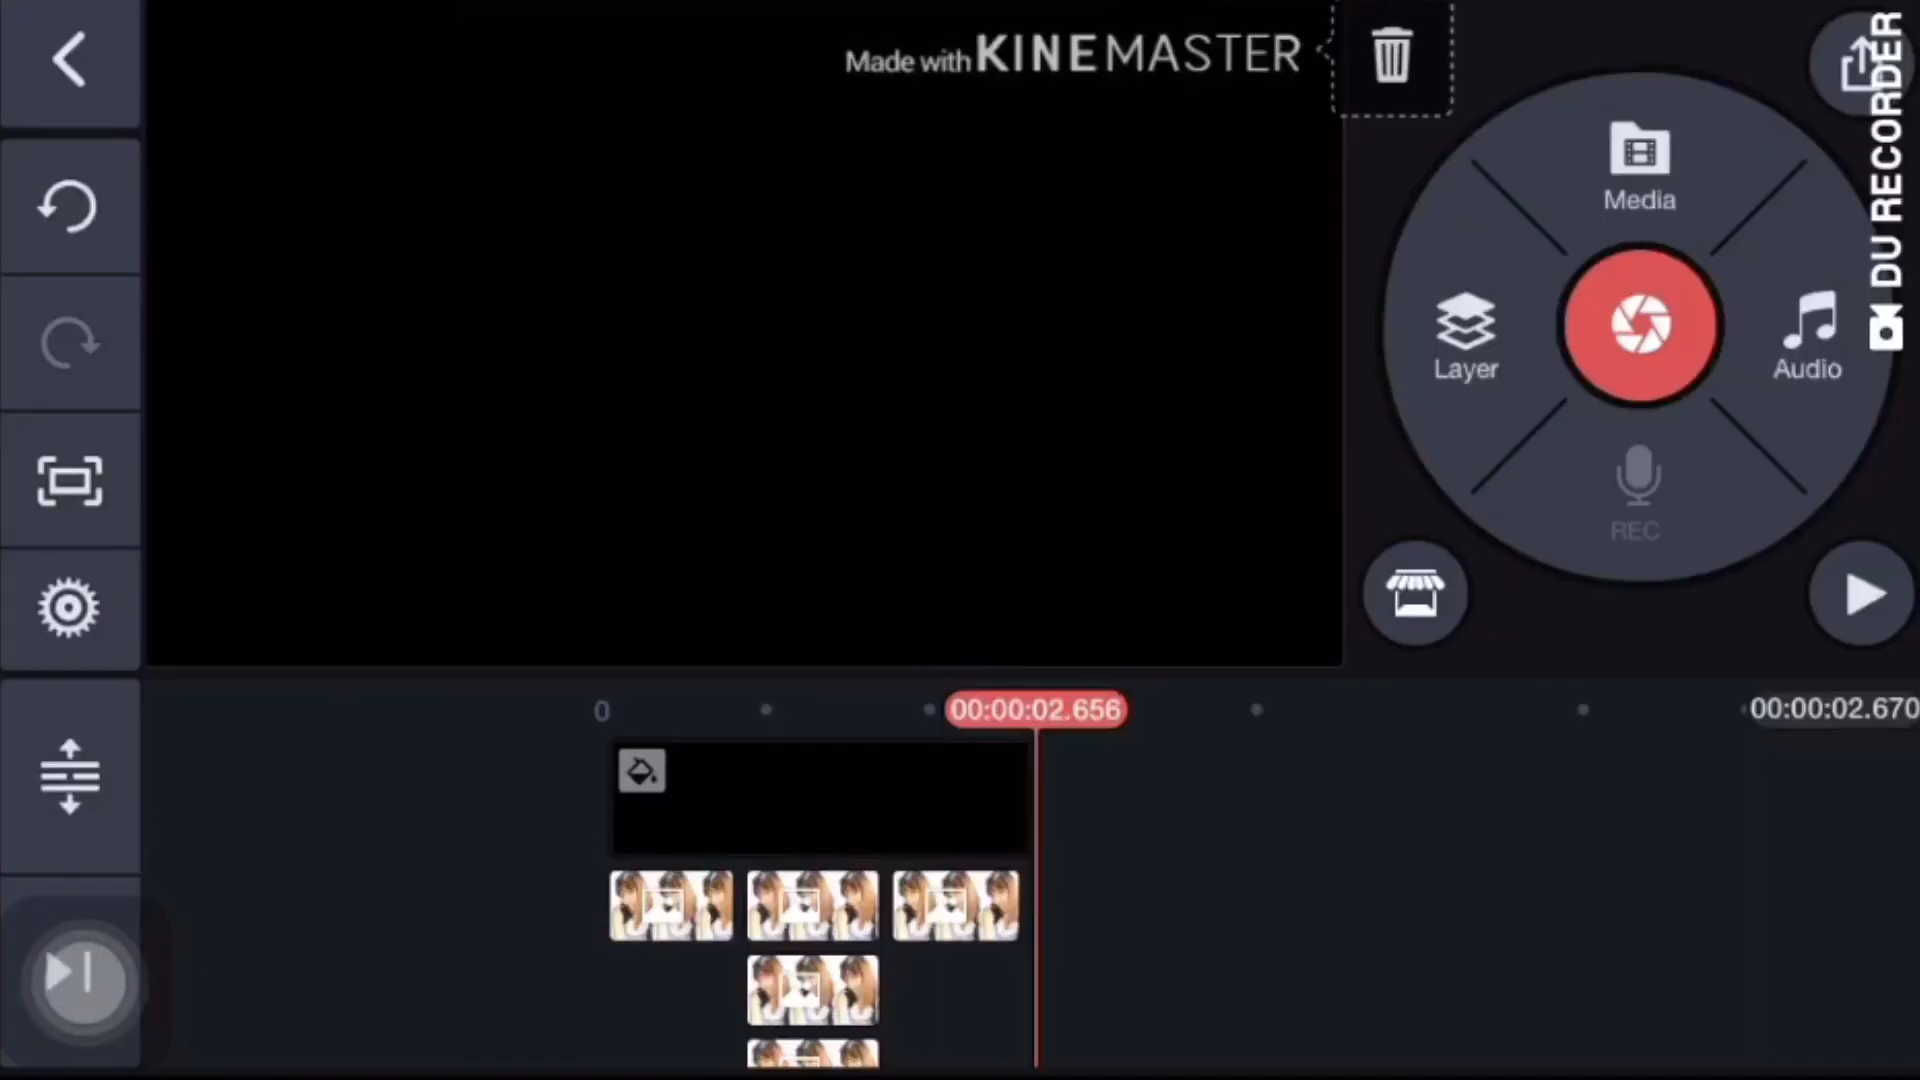 Made with KINEMASTER
DU RECORDER
Media
Layer
Audio
REC
0
00:00:02.656
00:00:02.670